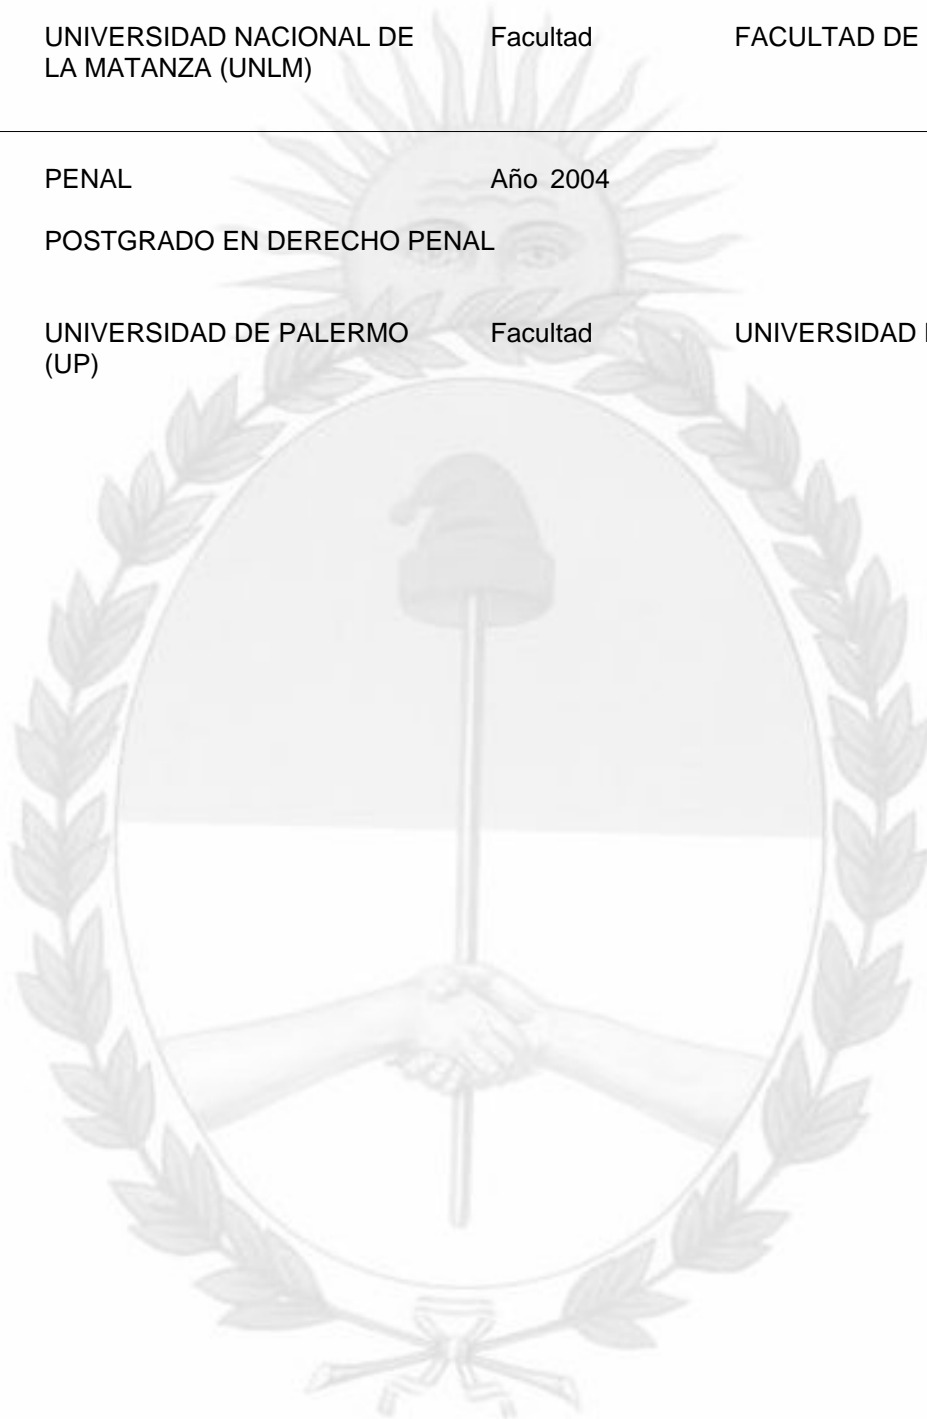 UNIVERSIDAD NACIONAL DE Facultad FACULTAD DE
LA MATANZA (UNLM)
PENAL Año 2004
POSTGRADO EN DERECHO PENAL
UNIVERSIDAD DE PALERMO Facultad UNIVERSIDAD
(UP)